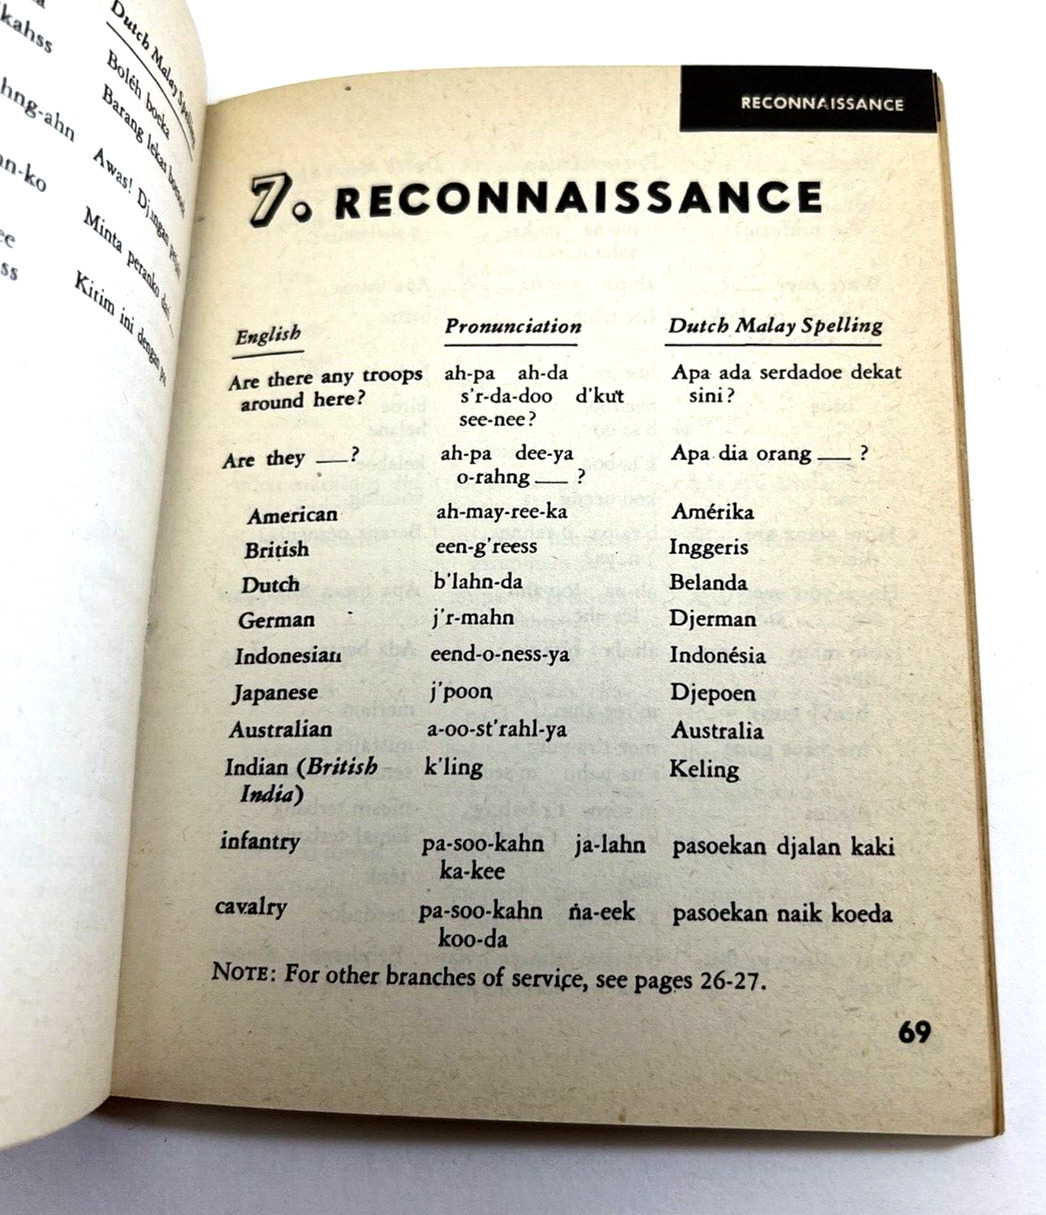 kahss
hng-ahn
n-ko
ee
ss
Dutch Malay Spelling
Boléh boeka
Barang lekas
Awas! Djangan
Minta peranko
Kirim ini dengan
RECONNAISSANCE
7. RECONNAISSANCE
English Pronunciation Dutch Malay Spelling
Are there any troops ah-pa ah-da Apa ada serdadoe dekat
around here? s'r-da-doo d'kut sini?
see-nee?
Are they ___? ah-pa dee-ya Apa dia orang ___ ?
o-rahng ___ ?
American ah-may-ree-ka Amérika
British een-g'reess Inggeris
Dutch b'lahn-da Belanda
German j'r-mahn Djerman
Indonesian eend-o-ness-ya Indonésia
Japanese j'poon Djepoen
Australian a-oo-st'rahl-ya Australia
Indian (British k'ling Keling
India)
infantry pa-soo-kahn ja-lahn pasoekan djalan kaki
ka-kee
cavalry pa-soo-kahn na-eek pasoekan naik koeda
koo-da
NOTE: For other branches of service, see pages 26-27.
69